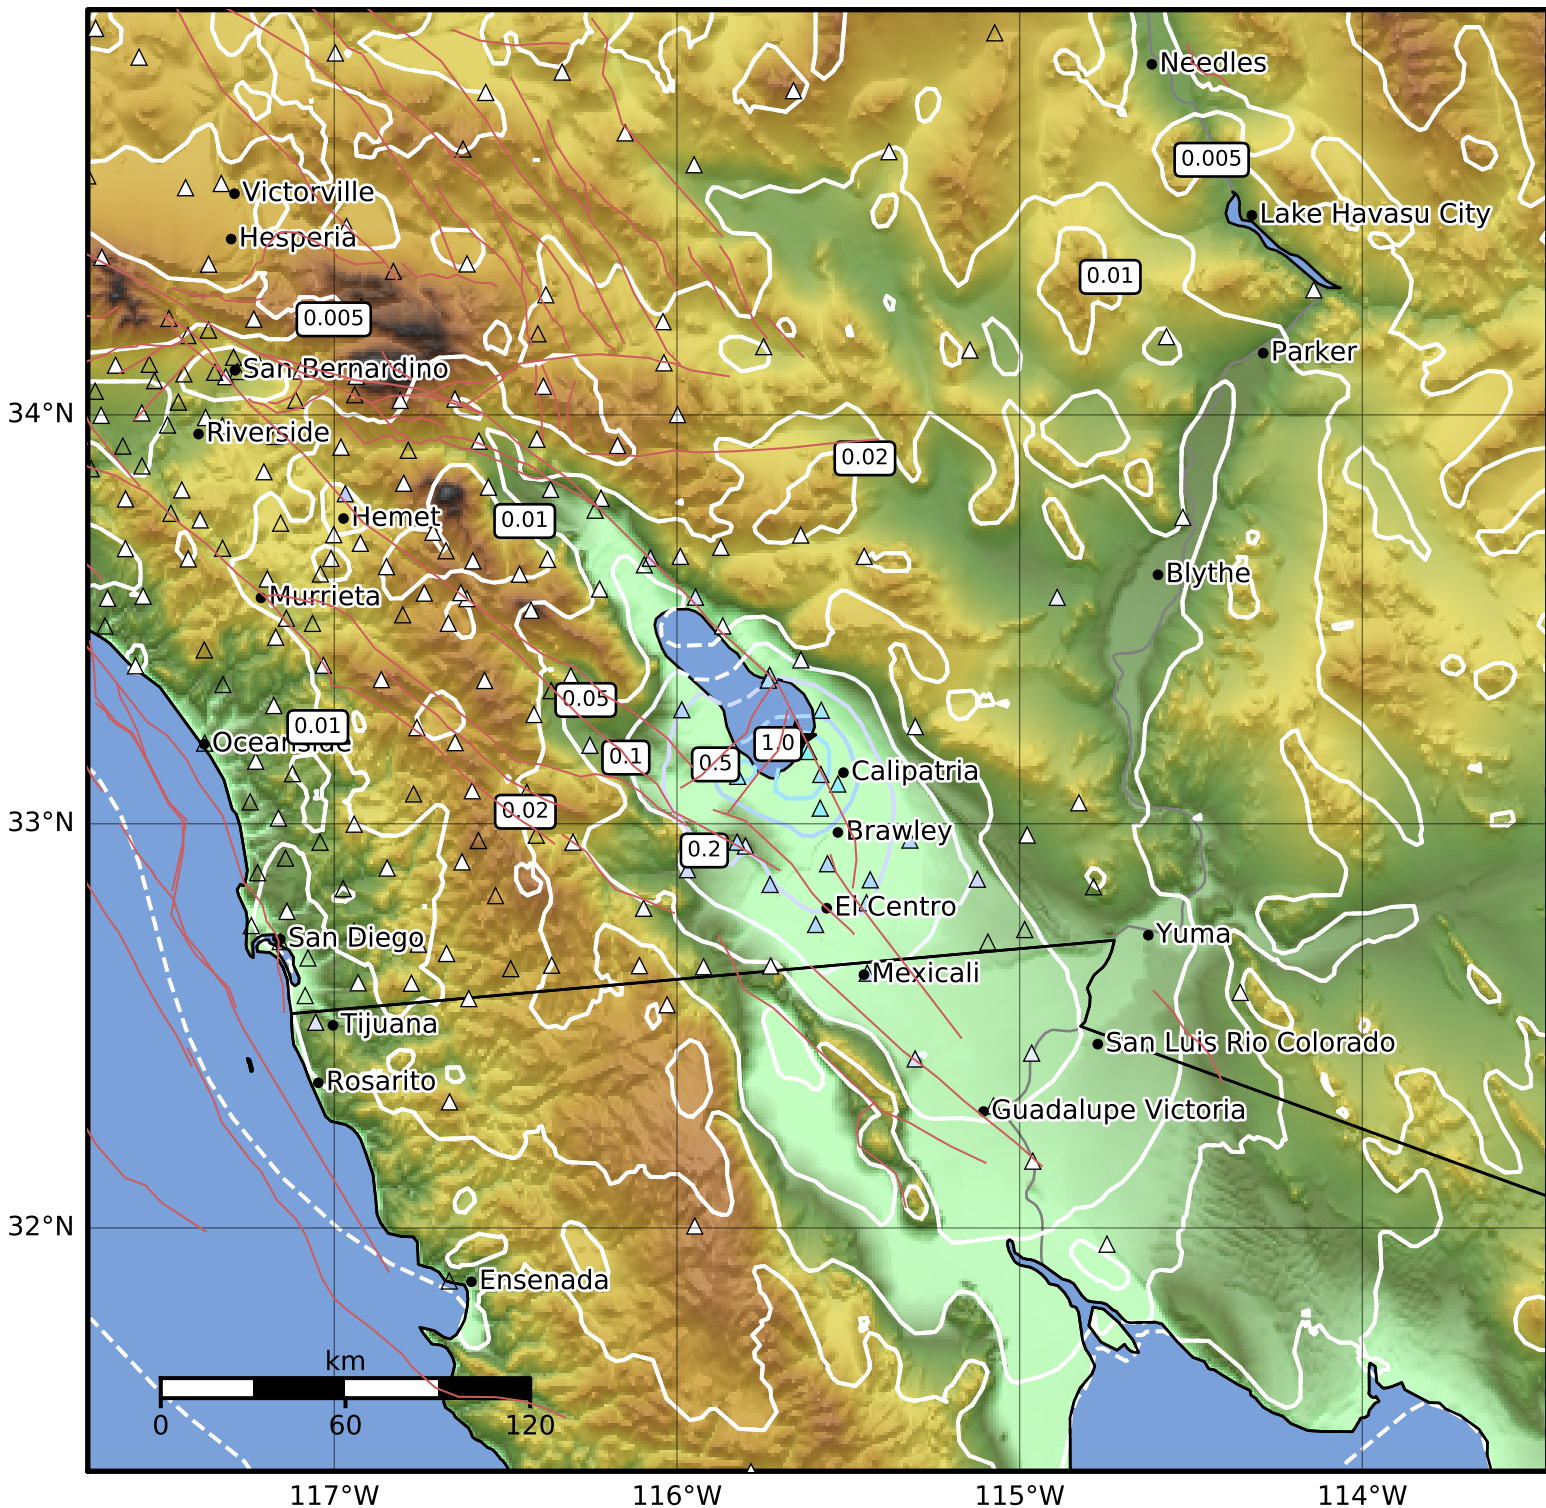 Needles
0.005
Victorville
Lake Havasu City
Hesperia
0.01
0.005
Parker
San Bernardino
34°N
Riverside
0.02
Hemet
0.01
Blythe
Murrieta
0.05
0.01
Oceanside
1.0
0.1
0.5
Calipatria
0.02
33°N
Brawley
0.2
El Centro
San Diego
Yuma
Mexicali
Tijuana
San Luis Rio Colorado
Rosarito
Guadalupe Victoria
32°N
Ensenada
km
0 60 120
117°W 116°W 115°W 114°W